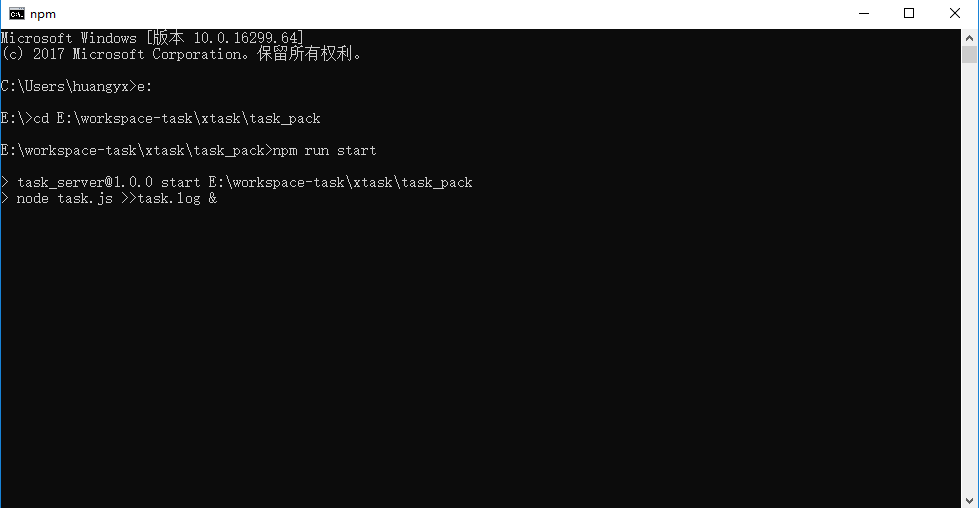 npm
Microsoft Windows [版本 10.0.16299.64]
(c) 2017 Microsoft Corporation。保留所有权利。
C:\Users\huangyx>e:
E:\>cd E:\workspace-task\xtask\task_pack
E:\workspace-task\xtask\task_pack>npm run start
> task_server@1.0.0 start E:\workspace-task\xtask\task_pack
> node task.js >>task.log &